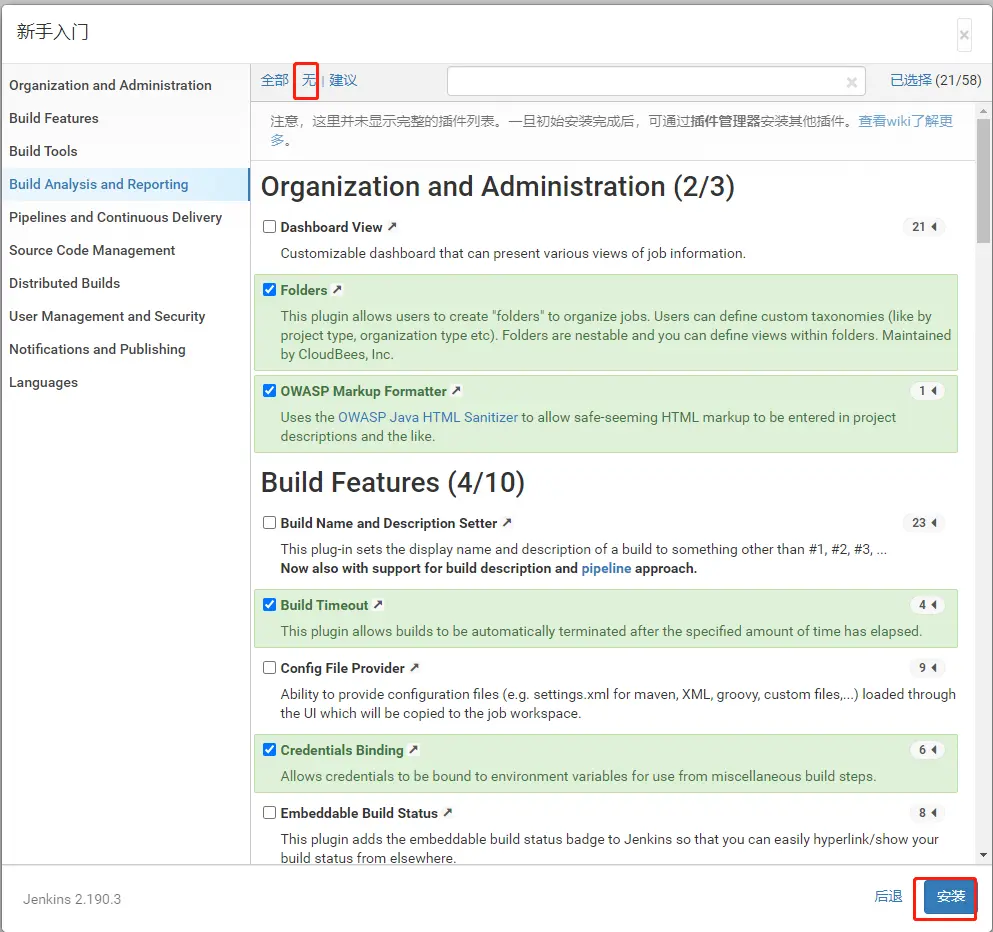 新手入门
×
Organization and Administration
Build Features
Build Tools
Build Analysis and Reporting
Pipelines and Continuous Delivery
Source Code Management
Distributed Builds
User Management and Security
Notifications and Publishing
Languages
全部 无 | 建议
已选择 (21/58)
注意，这里并未显示完整的插件列表。一旦初始安装完成后，可通过插件管理器安装其他插件。查看wiki了解更
多。
Organization and Administration (2/3)
Dashboard View 21
Customizable dashboard that can present various views of job information.
Folders
This plugin allows users to create "folders" to organize jobs. Users can define custom taxonomies (like by
project type, organization type etc). Folders are nestable and you can define views within folders. Maintained
by CloudBees, Inc.
OWASP Markup Formatter 1
Uses the OWASP Java HTML Sanitizer to allow safe-seeming HTML markup to be entered in project
descriptions and the like.
Build Features (4/10)
Build Name and Description Setter 23
This plug-in sets the display name and description of a build to something other than #1, #2, #3, ...
Now also with support for build description and pipeline approach.
Build Timeout 4
This plugin allows builds to be automatically terminated after the specified amount of time has elapsed.
Config File Provider 9
Ability to provide configuration files (e.g. settings.xml for maven, XML, groovy, custom files,...) loaded through
the UI which will be copied to the job workspace.
Credentials Binding 6
Allows credentials to be bound to environment variables for use from miscellaneous build steps.
Embeddable Build Status 8
This plugin adds the embeddable build status badge to Jenkins so that you can easily hyperlink/show your
build status from elsewhere.
Jenkins 2.190.3
后退
安装